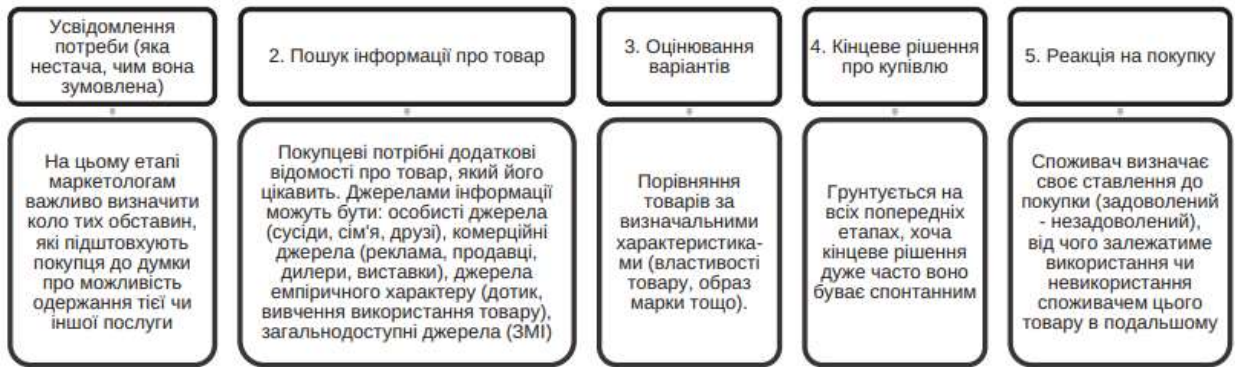 Усвідомлення
потреби (яка
нестача, чим вона
зумовлена)
2. Пошук інформації про товар
3. Оцінювання
варіантів
4. Кінцеве рішення
про купівлю
5. Реакція на покупку
На цьому етапі
маркетологам
важливо визначити
коло тих обставин,
які підштовхують
покупця до думки
про можливість
одержання тієї чи
іншої послуги
Покупцеві потрібні додаткові
відомості про товар, який його
цікавить. Джерелами інформації
можуть бути: особисті джерела
(сусіди, сім'я, друзі), комерційні
джерела (реклама, продавці,
дилери, виставки), джерела
емпіричного характеру (дотик,
вивчення використання товару),
загальнодоступні джерела (ЗМІ)
Порівняння
товарів за
визначальними
характеристика-
ми (властивості
товару, образ
марки тощо).
Грунтується на
всіх попередніх
етапах, хоча
кінцеве рішення
дуже часто воно
буває спонтанним
Споживач визначає
своє ставлення до
покупки (задоволений
- незадоволений),
від чого залежатиме
використання чи
невикористання
споживачем цього
товару в подальшому